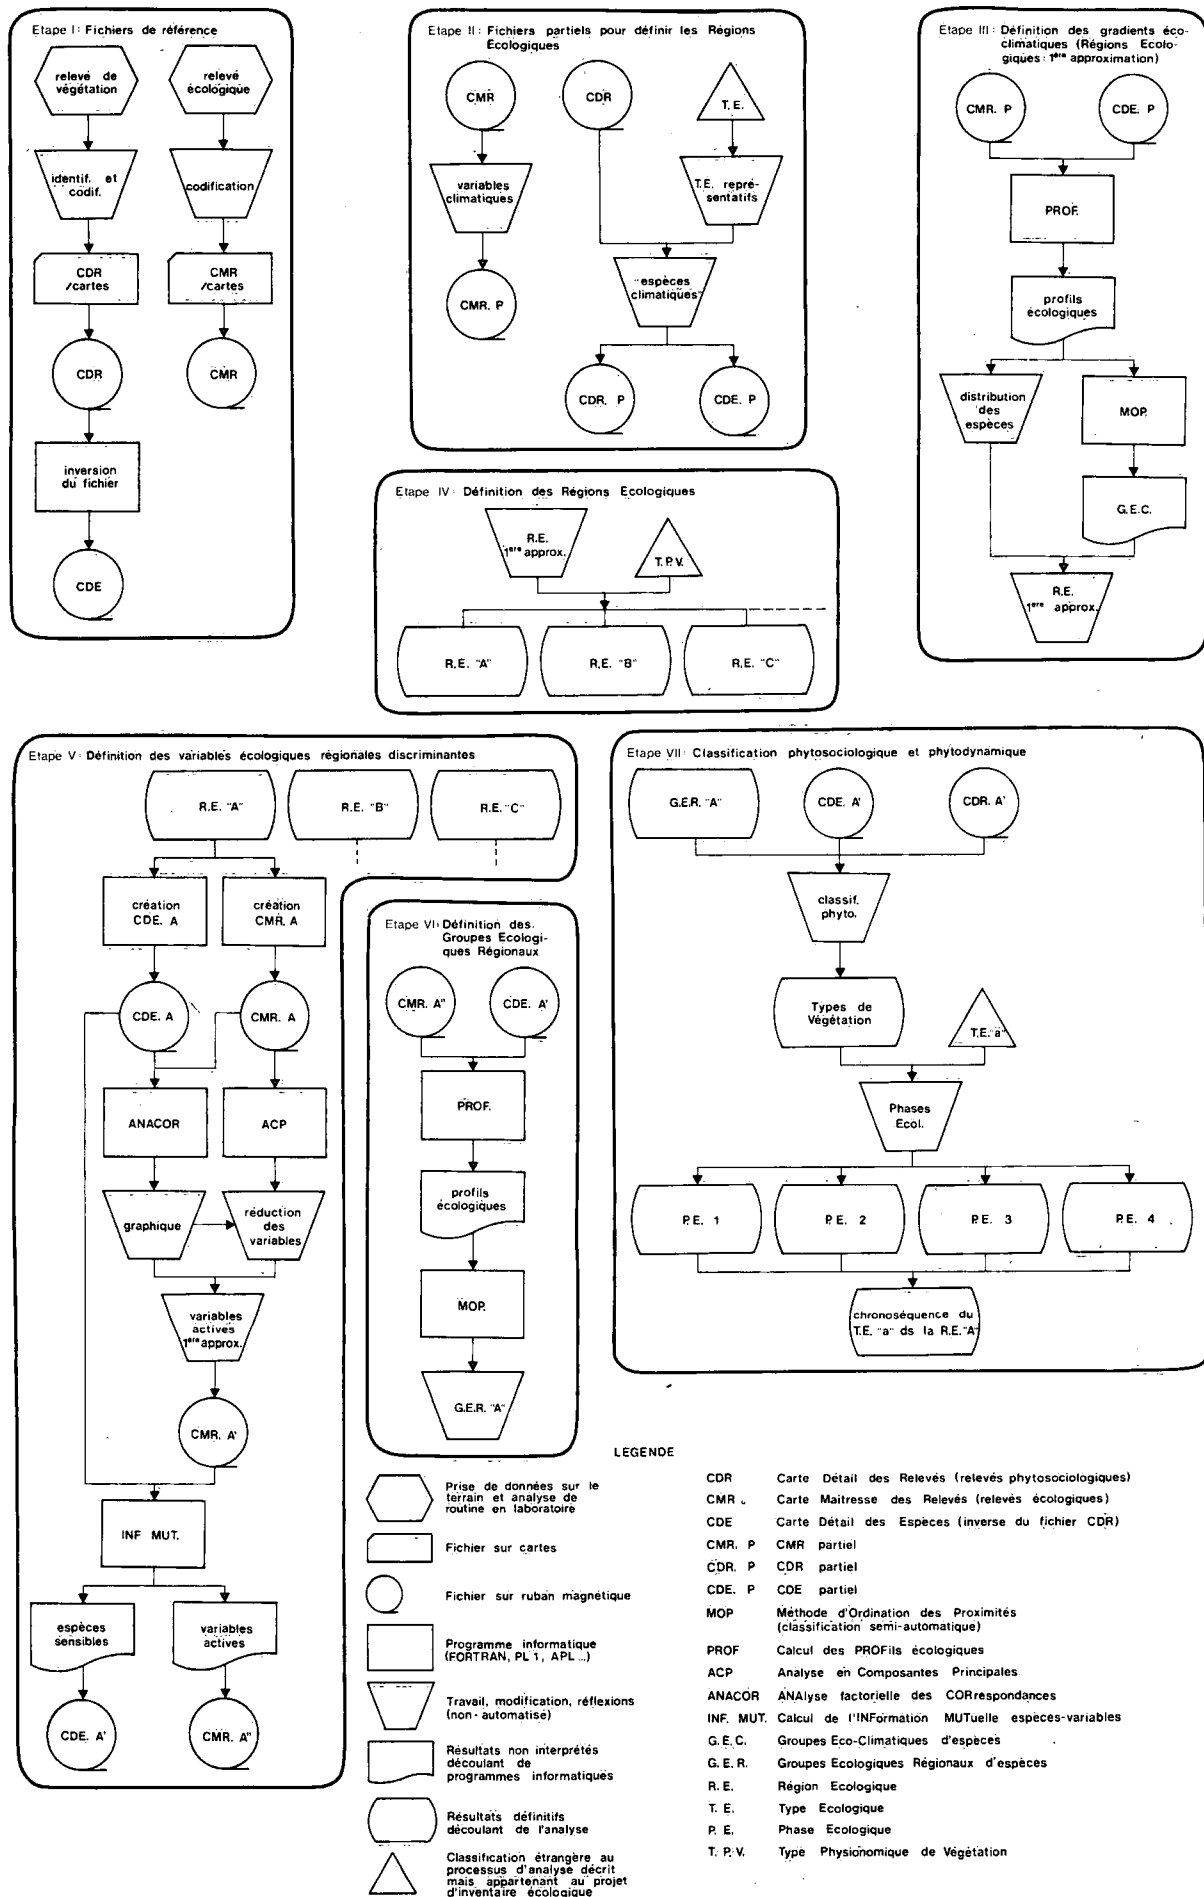 Etape I: Fichiers de référence
relevé de
végétation
relevé
écologique
identif. et
codif.
codification
CDR
/cartes
CMR
/cartes
CDR
CMR
inversion
du fichier
CDE
Etape II: Fichiers partiels pour définir les Régions
Écologiques
CMR
CDR
T.E.
variables
climatiques
T.E. repré-
sentatifs
CMR. P
"espèces
climatiques"
CDR. P
CDE. P
Etape III: Définition des gradients éco-
climatiques (Régions Ecolo-
giques: 1ère approximation)
CMR. P
CDE. P
PROF.
profils
écologiques
distribution
des
espèces
MOP.
G.E.C.
R.E.
1ere approx.
Etape IV: Définition des Régions Ecologiques
R.E.
1ere approx.
T.P.V.
R.E. "A"
R.E. "B"
R.E. "C"
Etape V: Définition des variables écologiques régionales discriminantes
R.E. "A"
R.E. "B"
R.E. "C"
création
CDE. A
création
CMR. A
CDE. A
CMR. A
ANACOR
ACP
graphique
réduction
des
variables
variables
actives
1ere approx.
CMR. A'
INF MUT.
espèces
sensibles
variables
actives
CDE. A'
CMR. A"
Etape VI: Définition des
Groupes Ecologi-
ques Régionaux
CMR. A"
CDE. A'
PROF.
profils
écologiques
MOP.
G.E.R. "A"
Etape VII: Classification phytosociologique et phytodynamique
G.E.R. "A"
CDE. A'
CDR. A'
classif.
phyto.
Types de
Végétation
T.E. "a"
Phases
Ecol.
P.E. 1
P.E. 2
P.E. 3
P.E. 4
chronoséquence du
T.E. "a" ds la R.E. "A"
LEGENDE
Prise de données sur le
terrain et analyse de
routine en laboratoire
Fichier sur cartes
Fichier sur ruban magnétique
Programme informatique
(FORTRAN, PL 1, APL ...)
Travail, modification, réflexions
(non-automatisé)
Résultats non interprétés
découlant de
programmes informatiques
Résultats définitifs
découlant de l'analyse
Classification étrangère au
processus d'analyse décrit
mais appartenant au projet
d'inventaire écologique
CDR Carte Détail des Relevés (relevés phytosociologiques)
CMR Carte Maitresse des Relevés (relevés écologiques)
CDE Carte Détail des Espèces (inverse du fichier CDR)
CMR. P CMR partiel
CDR. P CDR partiel
CDE. P CDE partiel
MOP Méthode d'Ordination des Proximités
(classification semi-automatique)
PROF Calcul des PROFils écologiques
ACP Analyse en Composantes Principales
ANACOR ANAlyse factorielle des CORrespondances
INF. MUT. Calcul de l'INFormation MUTuelle espèces-variables
G.E.C. Groupes Eco-Climatiques d'espèces
G.E.R. Groupes Ecologiques Régionaux d'espèces
R.E. Région Ecologique
T.E. Type Ecologique
P.E. Phase Ecologique
T.P.V. Type Physionomique de Végétation